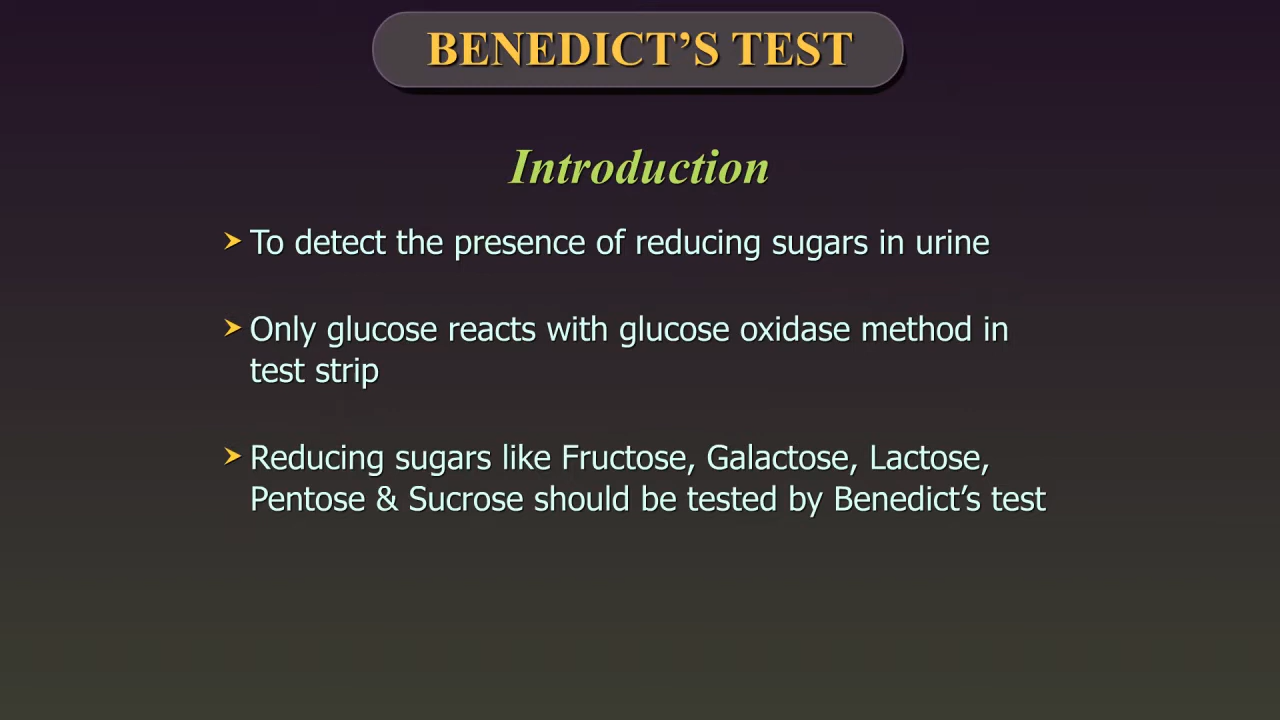 BENEDICT’S TEST
Introduction
➤ To detect the presence of reducing sugars in urine
➤ Only glucose reacts with glucose oxidase method in
test strip
➤ Reducing sugars like Fructose, Galactose, Lactose,
Pentose & Sucrose should be tested by Benedict’s test